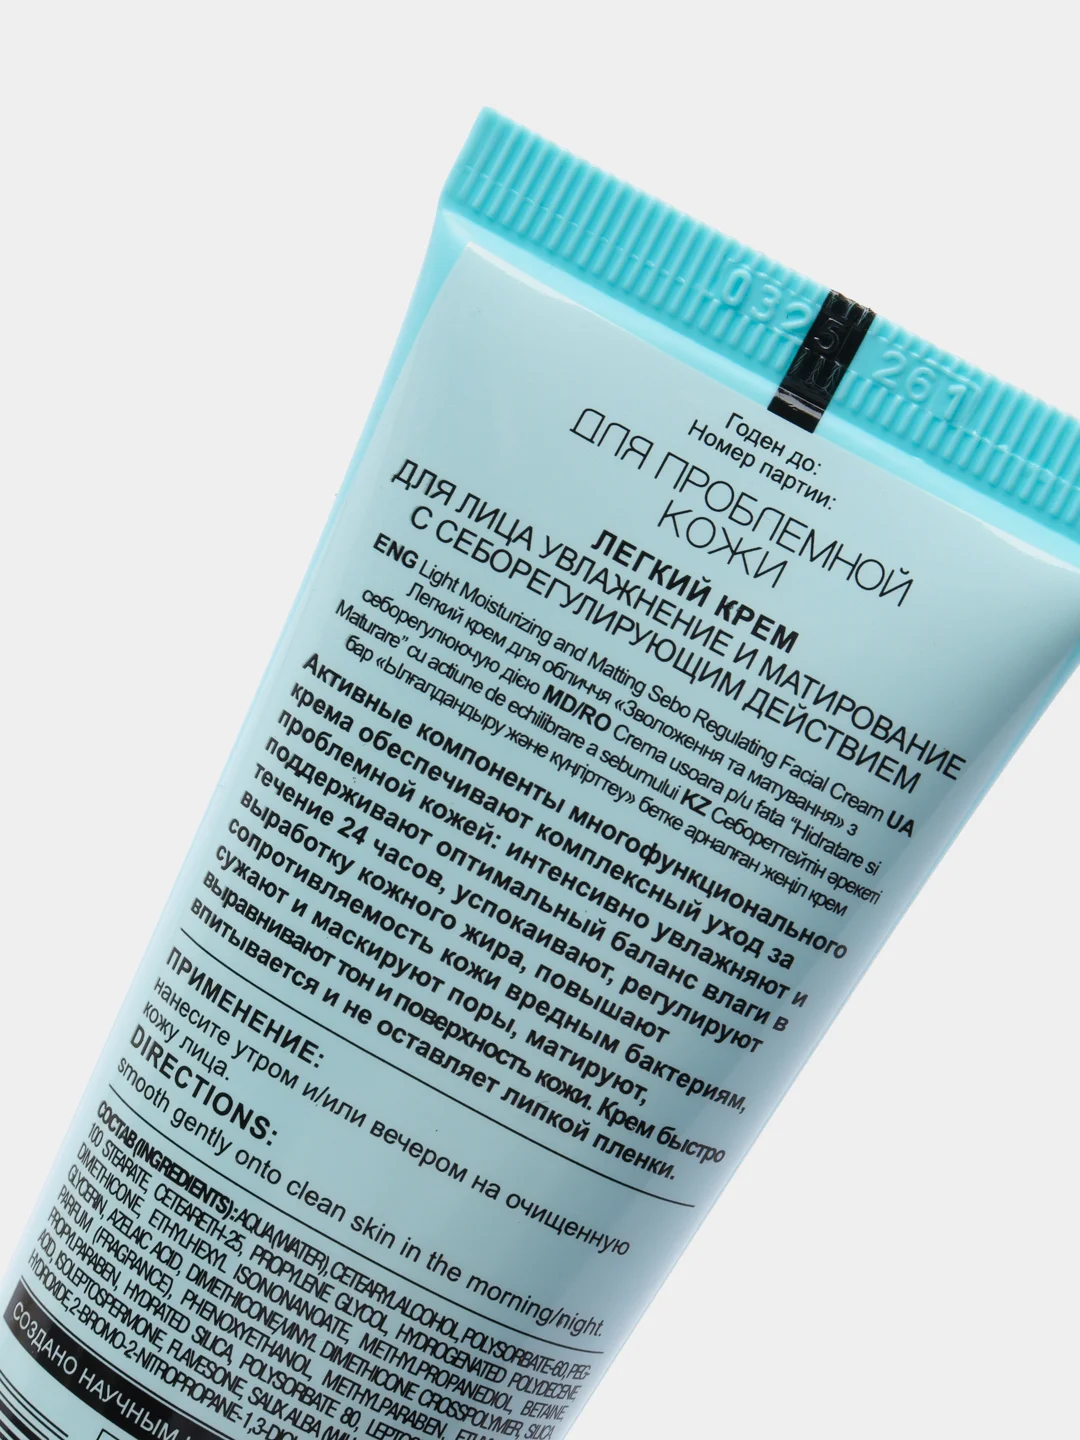 0325 261
Годен до:
Номер партии:
ДЛЯ ПРОБЛЕМНОЙ
КОЖИ
ЛЕГКИЙ КРЕМ
ДЛЯ ЛИЦА УВЛАЖНЕНИЕ И МАТИРОВАНИЕ
С СЕБОРЕГУЛИРУЮЩИМ ДЕЙСТВИЕМ
ENG Light Moisturizing and Matting Sebo Regulating Facial Cream UA
Легкий крем для обличчя «Зволоження та матування» з
себорегулюючою дією MD/RO Crema usoara p/u fata “Hidratare si
Maturare” cu actiune de echilibrare a sebumului KZ Себореттейтін әрекеті
бар «Ылғалдандыру және күңгірттеу» бетке арналған жеңіл крем
Активные компоненты многофункционального
крема обеспечивают комплексный уход за
проблемной кожей: интенсивно увлажняют и
поддерживают оптимальный баланс влаги в
течение 24 часов, успокаивают, регулируют
выработку кожного жира, повышают
сопротивляемость кожи вредным бактериям,
сужают и маскируют поры, матируют,
выравнивают тон и поверхность кожи. Крем быстро
впитывается и не оставляет липкой пленки.
ПРИМЕНЕНИЕ:
нанесите утром и/или вечером на очищенную
кожу лица.
DIRECTIONS:
smooth gently onto clean skin in the morning/night.
СОСТАВ (INGREDIENTS): AQUA (WATER), CETEARYL ALCOHOL, POLYSORBATE-60, PEG-
100 STEARATE, CETEARETH-25, PROPYLENE GLYCOL, HYDROGENATED POLYDECENE,
DIMETHICONE, ETHYLHEXYL ISONONANOATE, METHYLPROPANEDIOL, BETAINE,
GLYCERIN, AZELAIC ACID, DIMETHICONE/VINYL DIMETHICONE CROSSPOLYMER, SILICA,
PARFUM (FRAGRANCE), PHENOXYETHANOL, METHYLPARABEN,
PROPYLPARABEN, HYDRATED SILICA, POLYSORBATE 80,
ACID, ISOLEPTOSPERMONE, FLAVESONE, SALIX ALBA
HYDROXIDE, 2-BROMO-2-NITROPROPANE-1,3-
СОЗДАНО НАУЧНЫМ